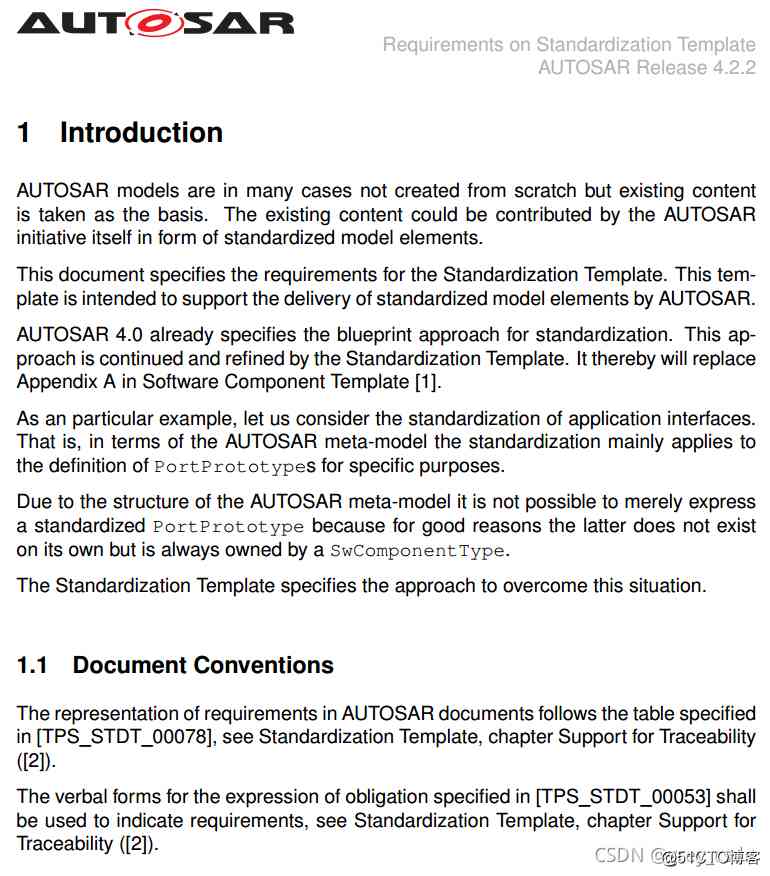 AUTOSAR
Requirements on Standardization Template
AUTOSAR Release 4.2.2
1 Introduction
AUTOSAR models are in many cases not created from scratch but existing content
is taken as the basis. The existing content could be contributed by the AUTOSAR
initiative itself in form of standardized model elements.
This document specifies the requirements for the Standardization Template. This tem-
plate is intended to support the delivery of standardized model elements by AUTOSAR.
AUTOSAR 4.0 already specifies the blueprint approach for standardization. This ap-
proach is continued and refined by the Standardization Template. It thereby will replace
Appendix A in Software Component Template [1].
As an particular example, let us consider the standardization of application interfaces.
That is, in terms of the AUTOSAR meta-model the standardization mainly applies to
the definition of PortPrototypes for specific purposes.
Due to the structure of the AUTOSAR meta-model it is not possible to merely express
a standardized PortPrototype because for good reasons the latter does not exist
on its own but is always owned by a SwComponentType.
The Standardization Template specifies the approach to overcome this situation.
1.1 Document Conventions
The representation of requirements in AUTOSAR documents follows the table specified
in [TPS_STDT_00078], see Standardization Template, chapter Support for Traceability
([2]).
The verbal forms for the expression of obligation specified in [TPS_STDT_00053] shall
be used to indicate requirements, see Standardization Template, chapter Support for
Traceability ([2]).
CSDN
@51CTO博客